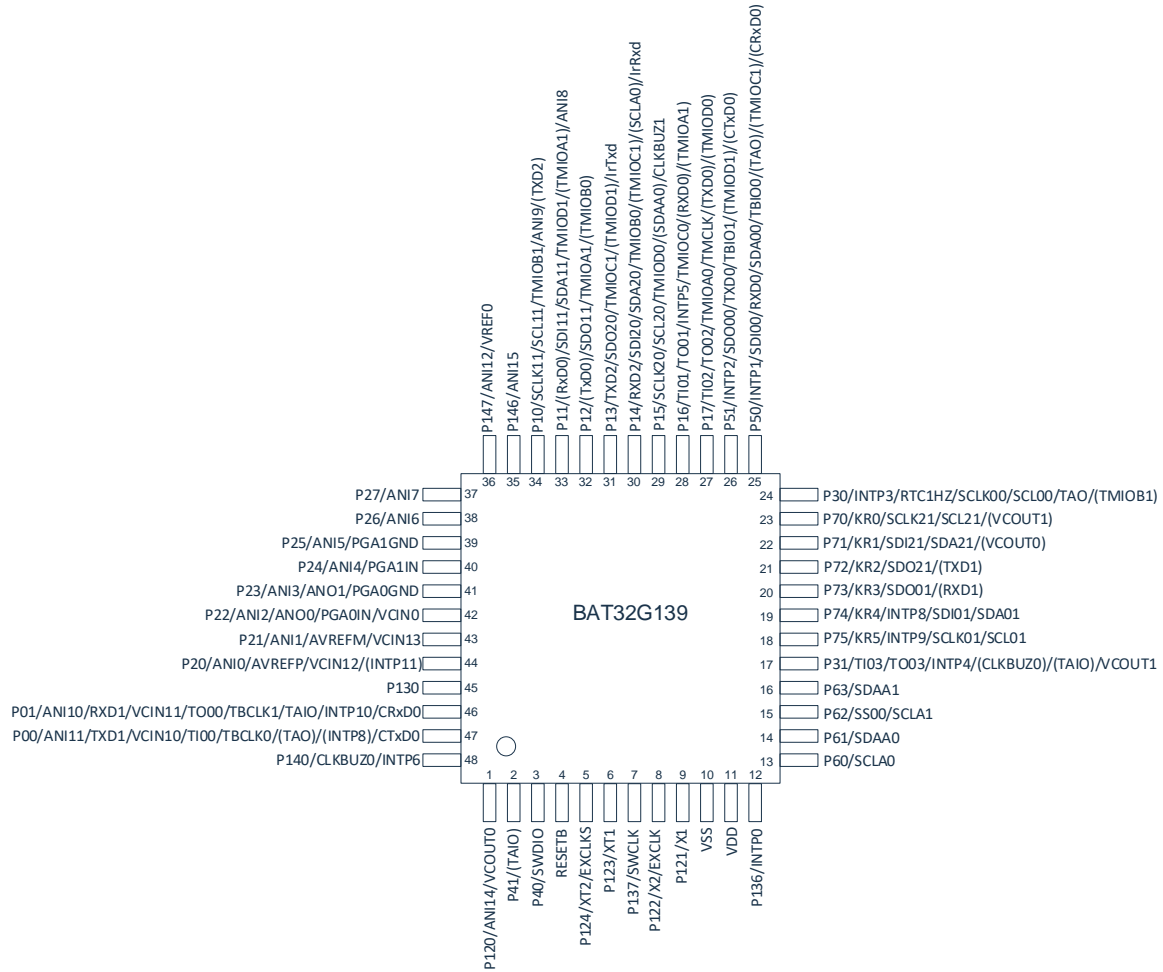 P147/ANI12/VREF0
P146/ANI15
P10/SCLK11/SCL11/TMIOB1/ANI9/(TXD2)
P11/(RxD0)/SDI11/SDA11/TMIOD1/(TMIOA1)/ANI8
P12/(TxD0)/SDO11/TMIOA1/(TMIOB0)
P13/TXD2/SDO20/TMIOC1/(TMIOD1)/IrTxd
P14/RXD2/SDI20/SDA20/TMIOB0/(TMIOC1)/(SCLA0)/IrRxd
P15/SCLK20/SCL20/TMIOD0/(SDAA0)/CLKBUZ1
P16/TI01/TO01/INTP5/TMIOC0/(RXD0)/(TMIOA1)
P17/TI02/TO02/TMIOA0/TMCLK/(TXD0)/(TMIOD0)
P51/INTP2/SDO00/TXD0/TBIO1/(TMIOD1)/(CTxD0)
P50/INTP1/SDI00/RXD0/SDA00/TBIO0/(TAO)/(TMIOC1)/(CRxD0)
36 35 34 33 32 31 30 29 28 27 26 25
P27/ANI7 37
P26/ANI6 38
P25/ANI5/PGA1GND 39
P24/ANI4/PGA1IN 40
P23/ANI3/ANO1/PGA0GND 41
P22/ANI2/ANO0/PGA0IN/VCIN0 42
P21/ANI1/AVREFM/VCIN13 43
P20/ANI0/AVREFP/VCIN12/(INTP11) 44
P130 45
P01/ANI10/RXD1/VCIN11/TO00/TBCLK1/TAIO/INTP10/CRxD0 46
P00/ANI11/TXD1/VCIN10/TI00/TBCLK0/(TAO)/(INTP8)/CTxD0 47
P140/CLKBUZ0/INTP6 48
BAT32G139
24 P30/INTP3/RTC1HZ/SCLK00/SCL00/TAO/(TMIOB1)
23 P70/KR0/SCLK21/SCL21/(VCOUT1)
22 P71/KR1/SDI21/SDA21/(VCOUT0)
21 P72/KR2/SDO21/(TXD1)
20 P73/KR3/SDO01/(RXD1)
19 P74/KR4/INTP8/SDI01/SDA01
18 P75/KR5/INTP9/SCLK01/SCL01
17 P31/TI03/TO03/INTP4/(CLKBUZ0)/(TAIO)/VCOUT1
16 P63/SDAA1
15 P62/SS00/SCLA1
14 P61/SDAA0
13 P60/SCLA0
1 2 3 4 5 6 7 8 9 10 11 12
P120/ANI14/VCOUT0
P41/(TAIO)
P40/SWDIO
RESETB
P124/XT2/EXCLKS
P123/XT1
P137/SWCLK
P122/X2/EXCLK
P121/X1
VSS
VDD
P136/INTP0